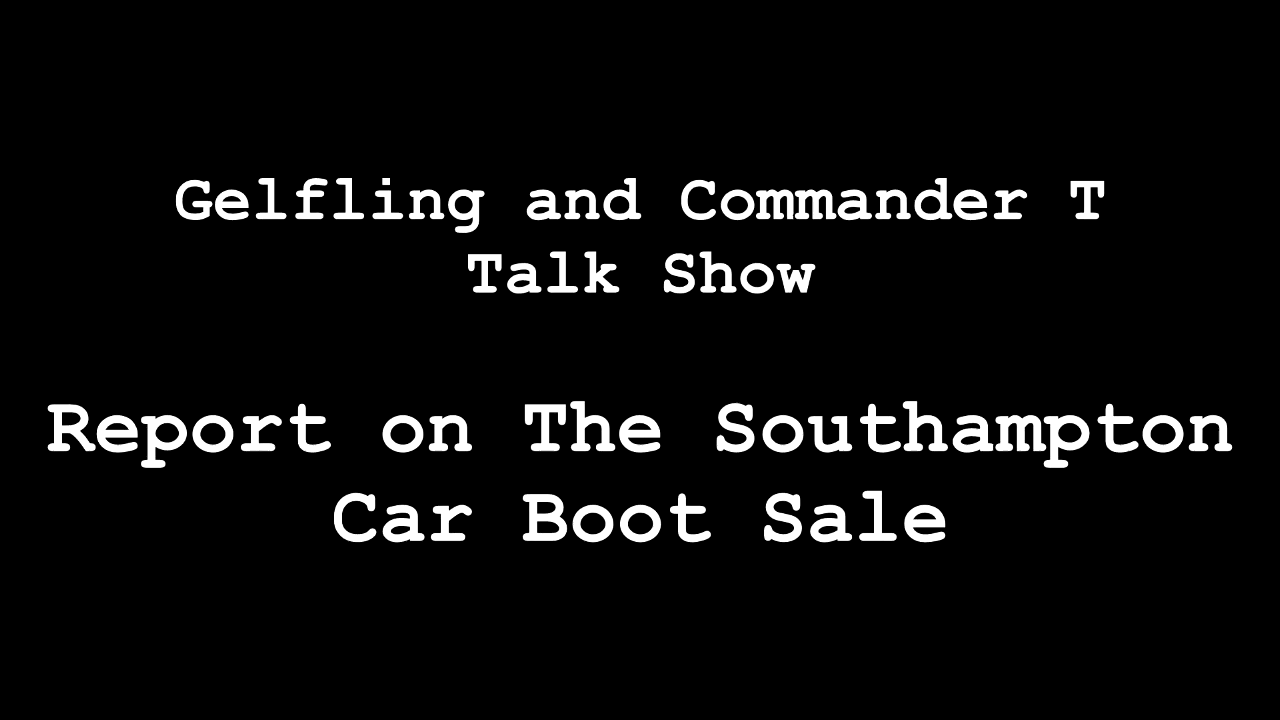 Gelfling and Commander T
Talk Show
Report on The Southampton
Car Boot Sale